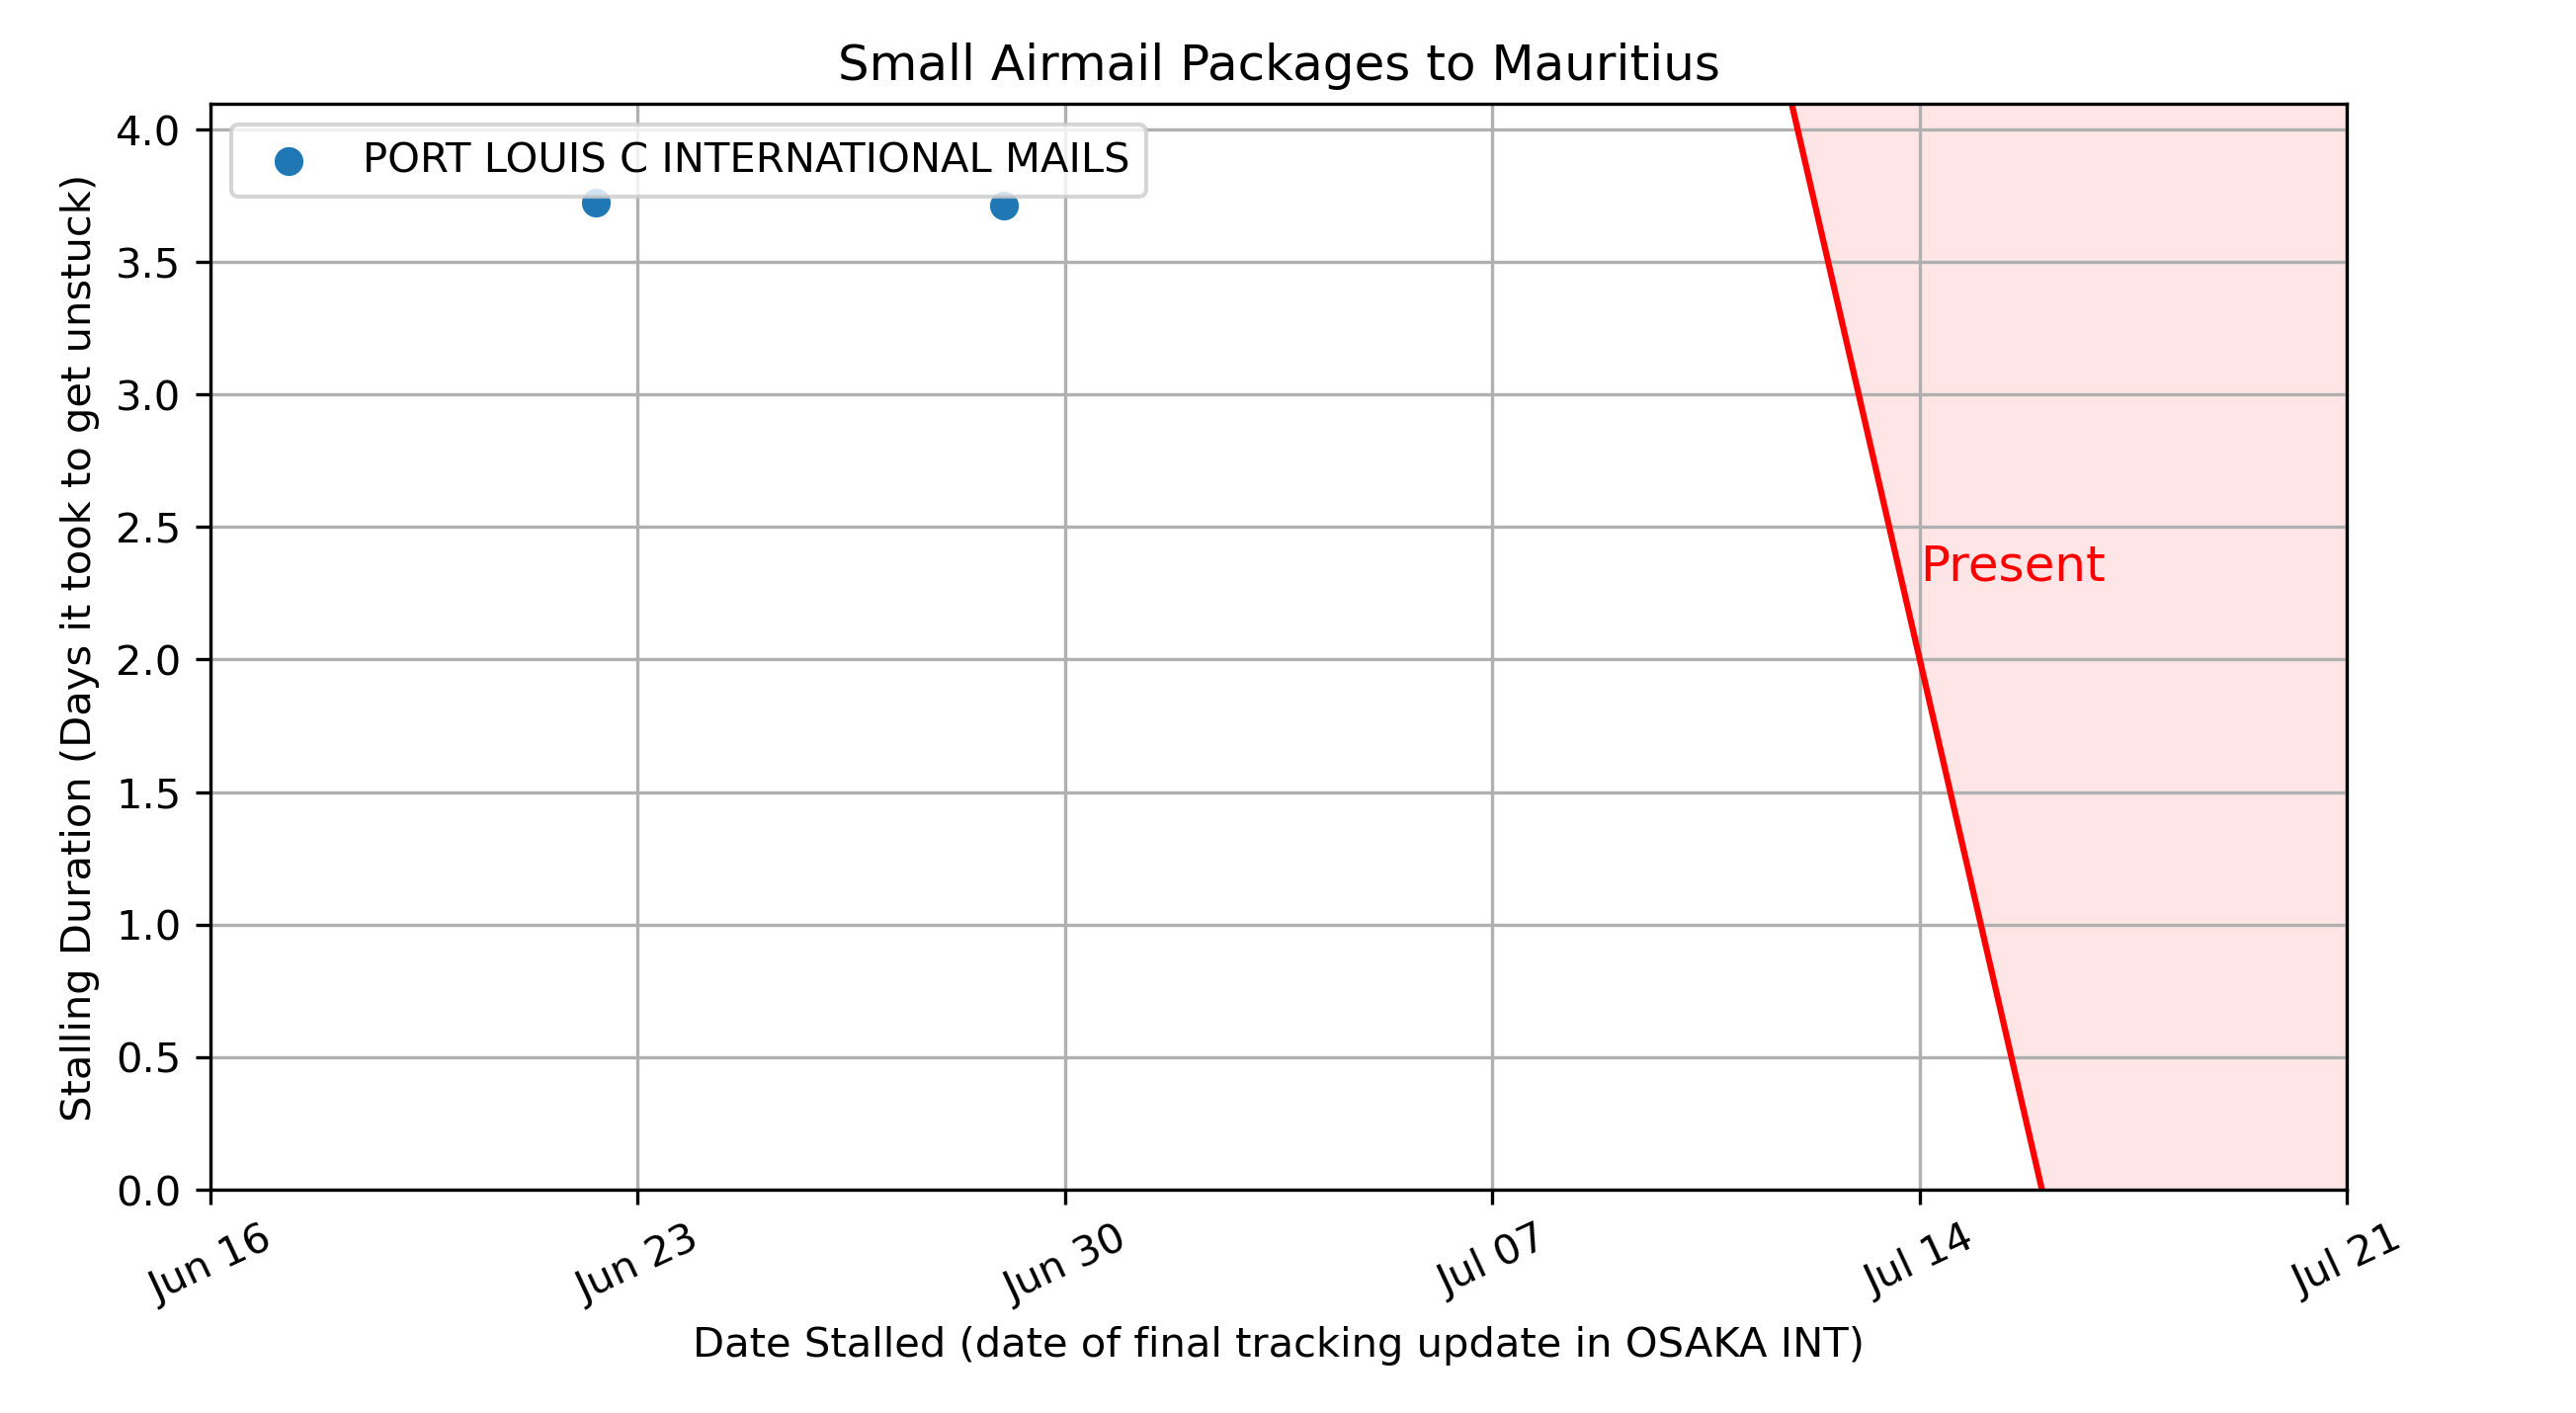 Small Airmail Packages to Mauritius
PORT LOUIS C INTERNATIONAL MAILS
Stalling Duration (Days it took to get unstuck)
4.0
3.5
3.0
2.5
2.0
1.5
1.0
0.5
0.0
Present
Jun 16
Jun 23
Jun 30
Jul 07
Jul 14
Jul 21
Date Stalled (date of final tracking update in OSAKA INT)